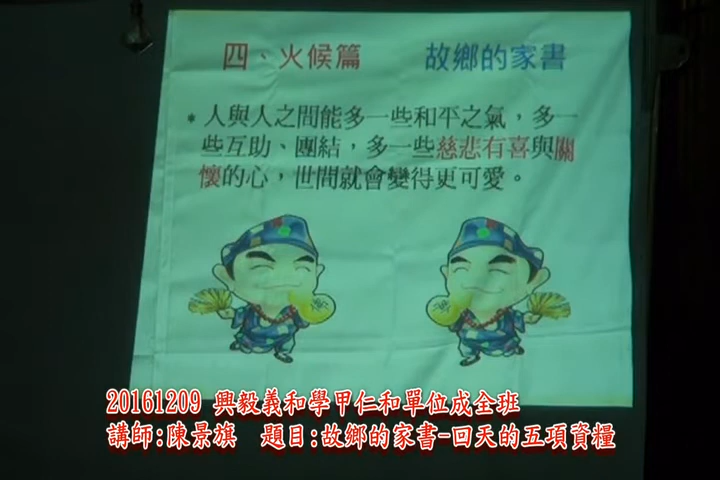 四、火候篇 故鄉的家書
* 人與人之間能多一些和平之氣，多一
些互助、團結，多一些慈悲有喜與關
懷的心，世間就會變得更可愛。
20161209 興毅義和學甲仁和單位成全班
講師:陳景旗 題目:故鄉的家書-回天的五項資糧